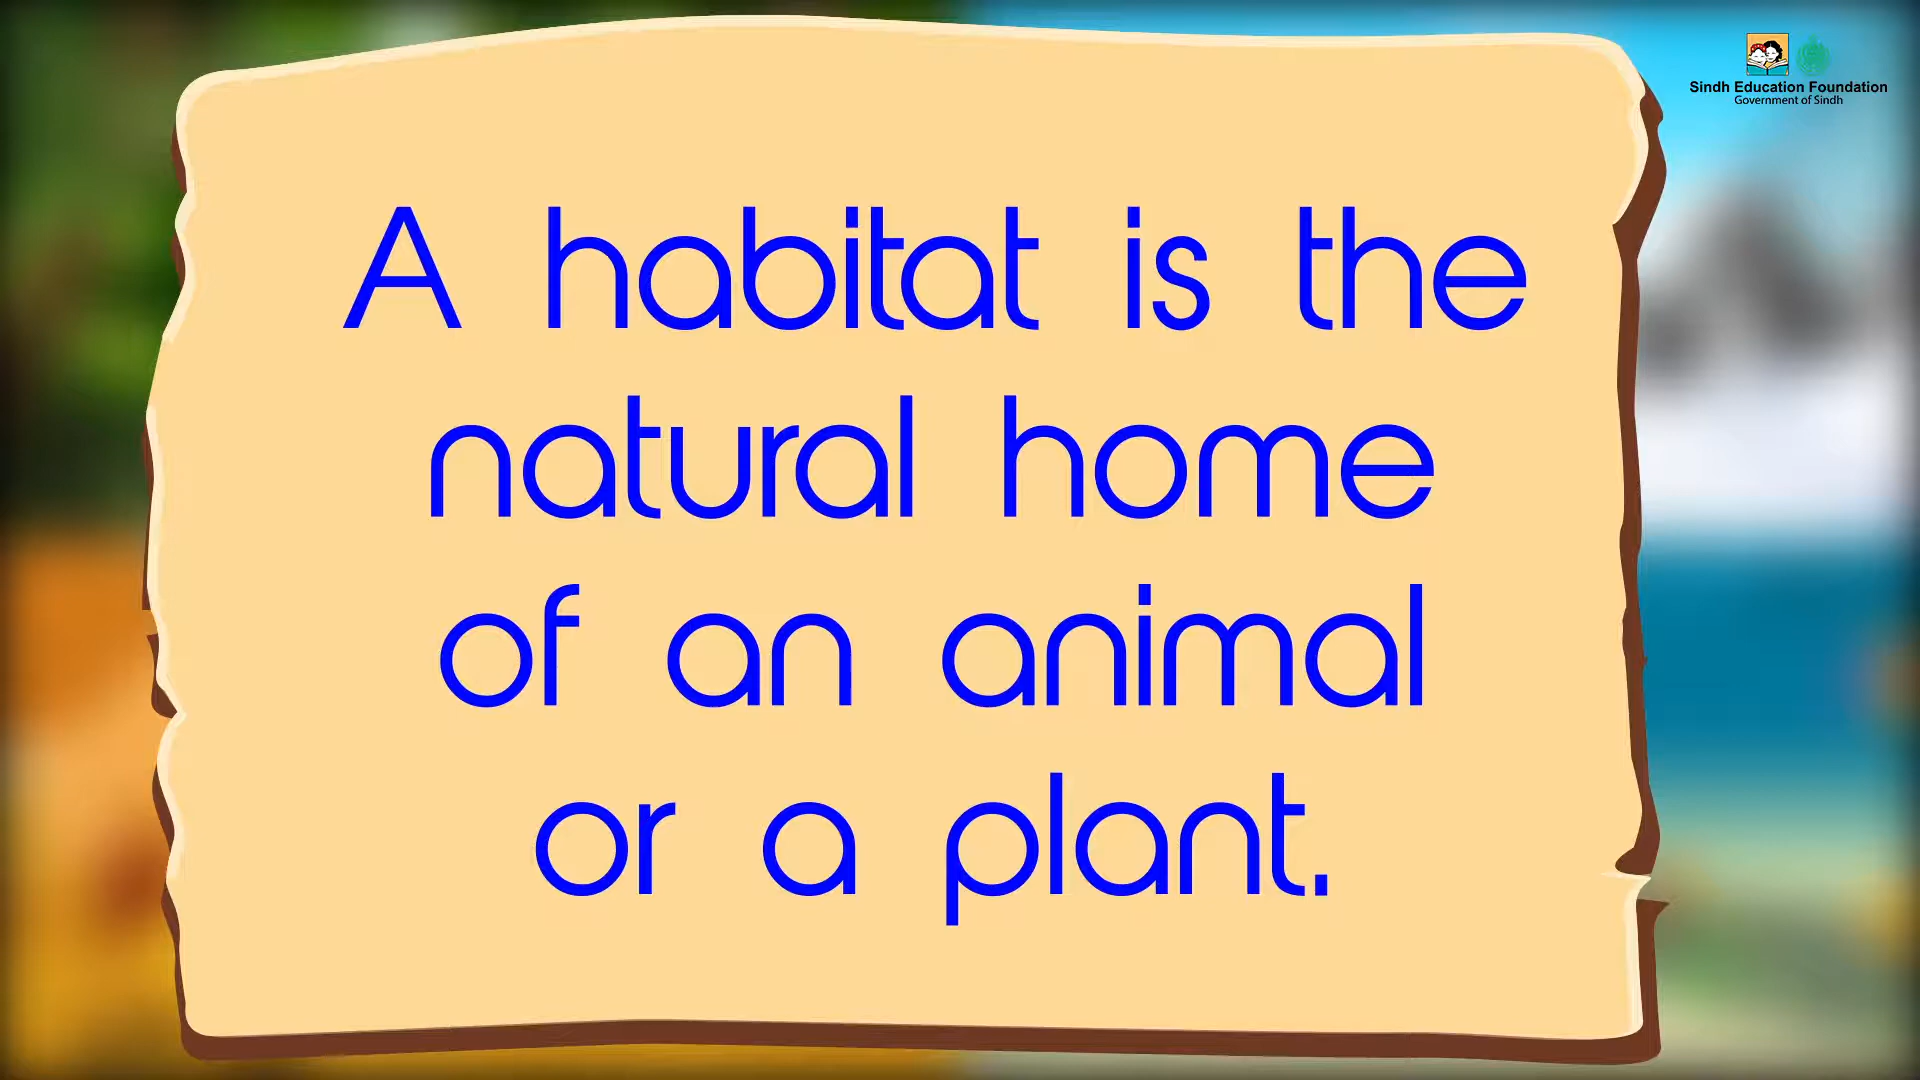 Sindh Education Foundation
Government of Sindh
A habitat is the
natural home
of an animal
or a plant.